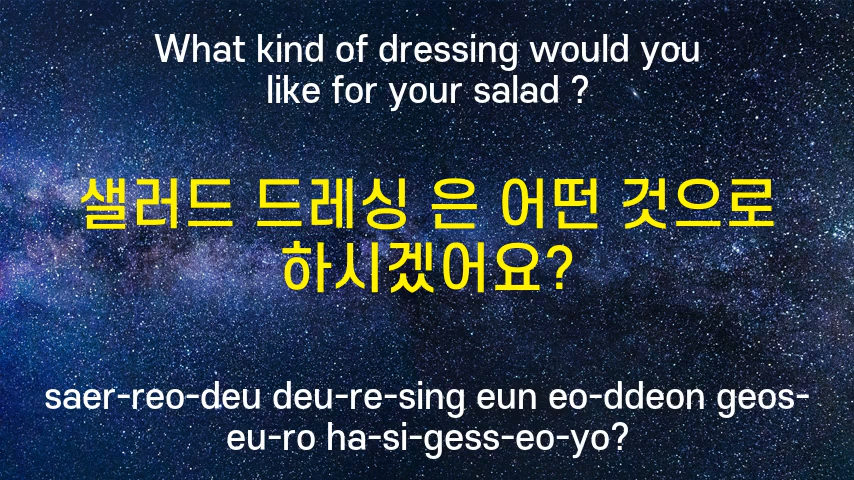 What kind of dressing would you
like for your salad ?
샐러드 드레싱 은 어떤 것으로
하시겠어요?
saer-reo-deu deu-re-sing eun eo-ddeon geos-
eu-ro ha-si-gess-eo-yo?